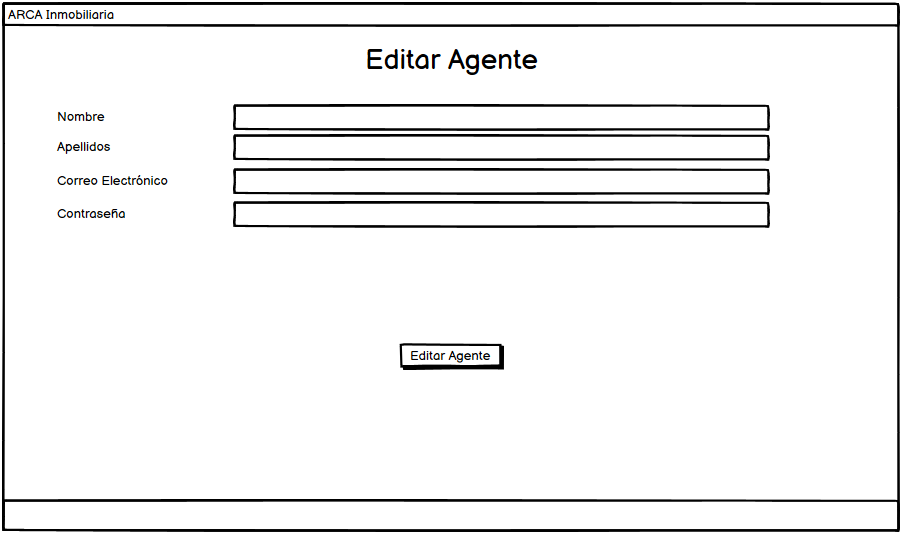 ARCA Inmobiliaria
Editar Agente
Nombre
Apellidos
Correo Electrónico
Contraseña
Editar Agente